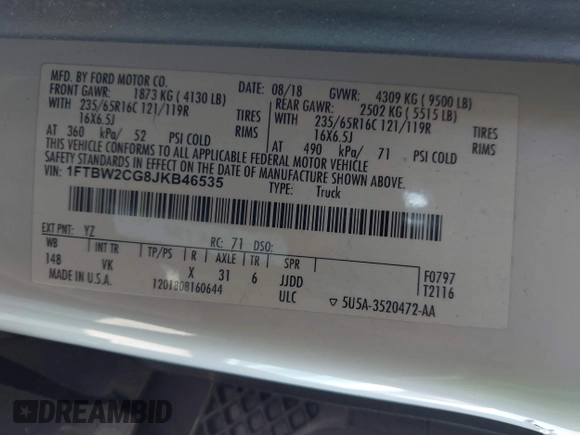 MFD. BY FORD MOTOR CO.
08/18 GVWR: 4309 KG ( 9500 LB)
FRONT GAWR: 1873 KG ( 4130 LB)
REAR GAWR: 2502 KG ( 5515 LB)
WITH 235/65R16C 121/119R TIRES
WITH 235/65R16C 121/119R TIRES
16X6.5J RIMS
16X6.5J RIMS
AT 360 kPa/ 52 PSI COLD
AT 490 kPa/ 71 PSI COLD
THIS VEHICLE CONFORMS TO ALL APPLICABLE FEDERAL MOTOR VEHICLE
SAFETY STANDARDS IN EFFECT ON THE DATE OF MANUFACTURE SHOWN ABOVE.
VIN: 1FTBW2CG8JKB46535
TYPE: Truck
EXT PNT: YZ RC: 71 DSO:
WB INT TR TP/PS R AXLE TR SPR F0797
148 VK X 31 6 JJDD T2116
MADE IN U.S.A. 1201808160644 ULC ▽ 5U5A-3520472-AA
DREAMBID